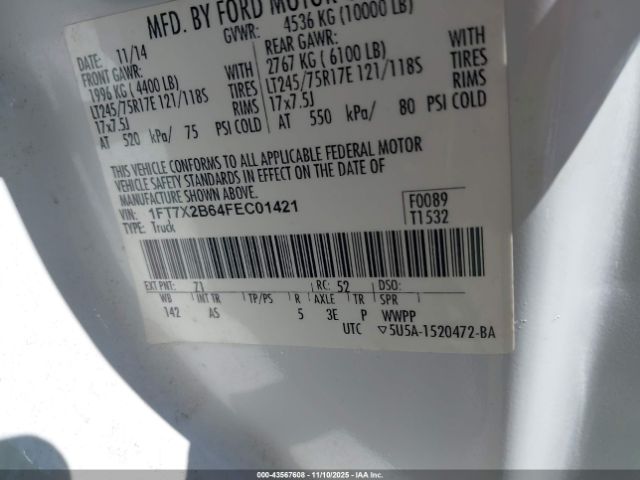 MFD. BY FORD MOTOR
GVWR: 4536 KG (10000 LB)
DATE: 11/14
FRONT GAWR:
1996 KG (4400 LB) WITH
LT245/75R17E 121/118S TIRES
17x7.5J RIMS
AT 520 kPa/ 75 PSI COLD
REAR GAWR:
2767 KG (6100 LB) WITH
LT245/75R17E 121/118S TIRES
17x7.5J RIMS
AT 550 kPa/ 80 PSI COLD
THIS VEHICLE CONFORMS TO ALL APPLICABLE FEDERAL MOTOR
VEHICLE SAFETY STANDARDS IN EFFECT ON THE DATE OF
MANUFACTURE SHOWN ABOVE.
VIN: 1FT7X2B64FEC01421
TYPE: Truck
F0089
T1532
EXT PNT: Z1 RC: 52 DSO:
WB INT TR TP/PS R AXLE TR SPR
142 AS 5 3E P WWPP
UTC ▽5U5A-1520472-BA
000-43567608 - 11/10/2025 - IAAI.COM